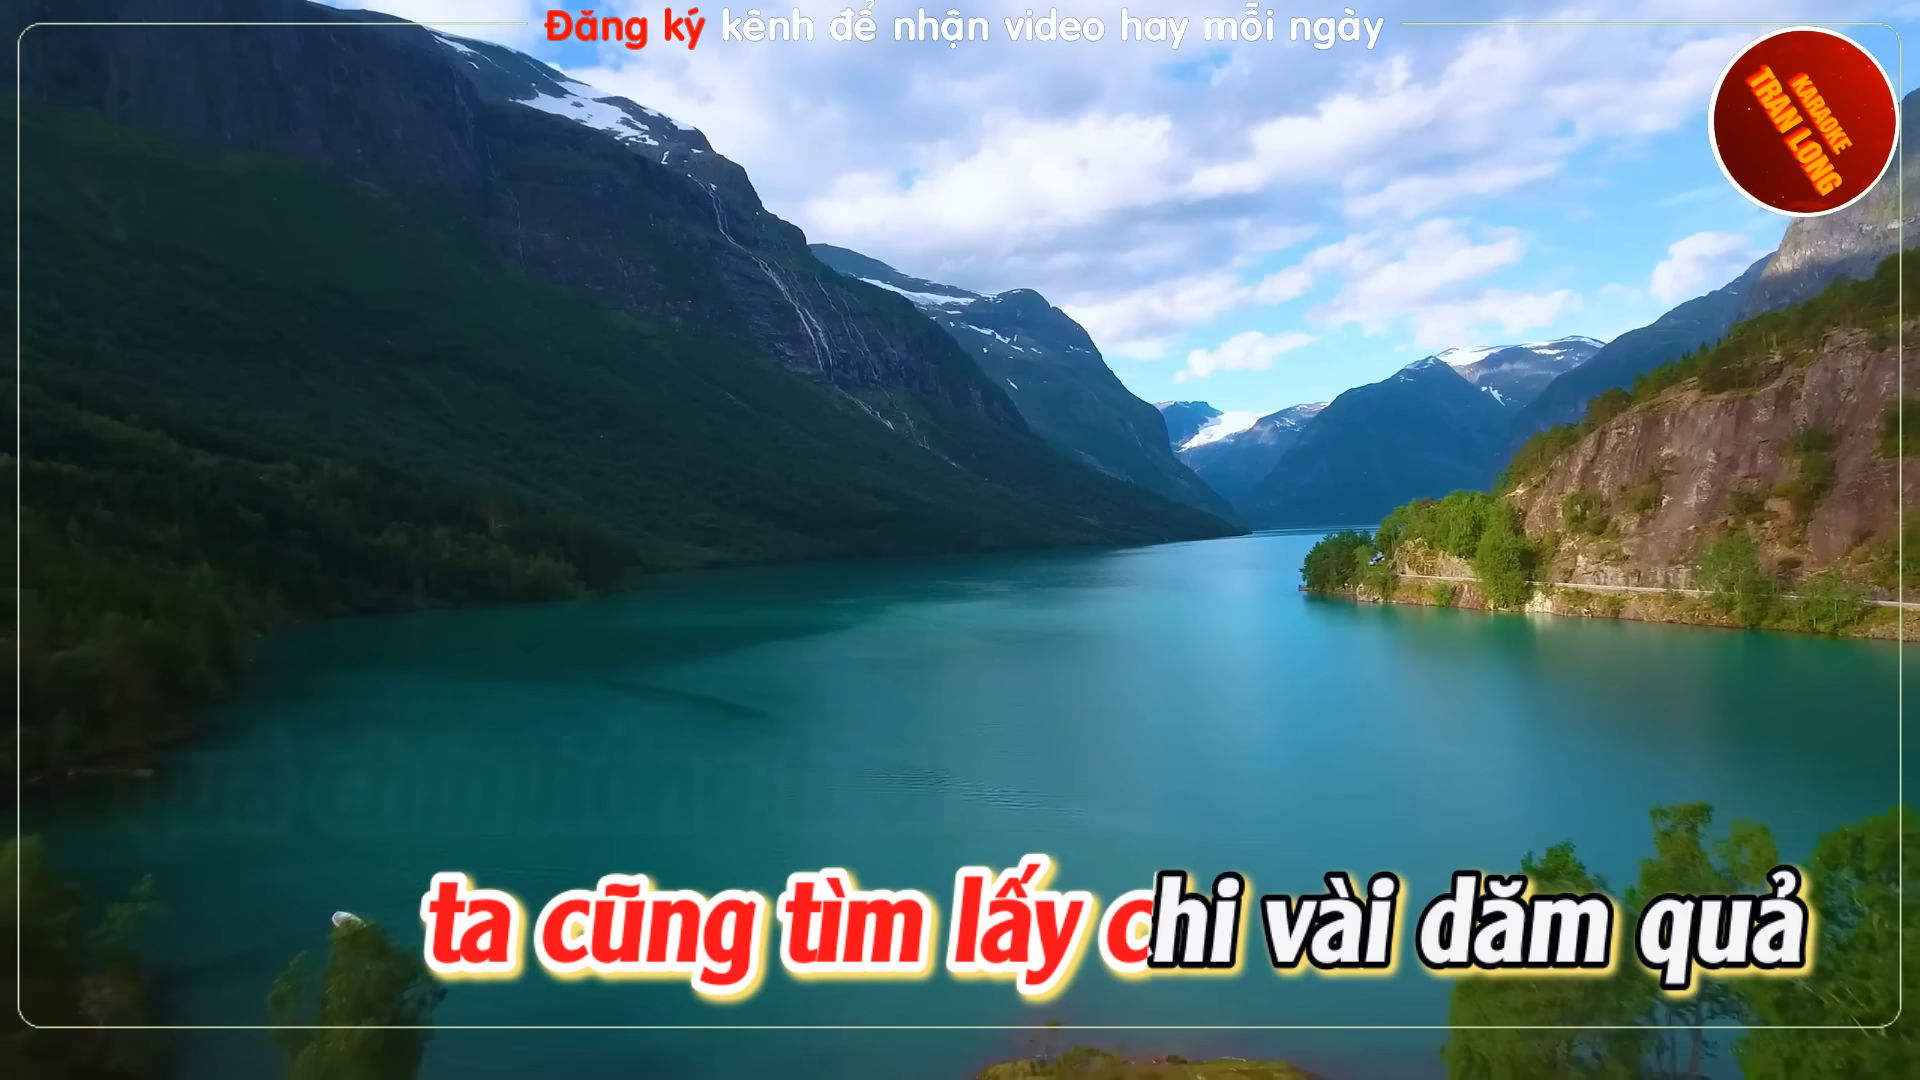 Đăng ký kênh để nhận video hay mỗi ngày
KARAOKE
TRAN LONG
ta cũng tìm lấy chi vài dăm quả